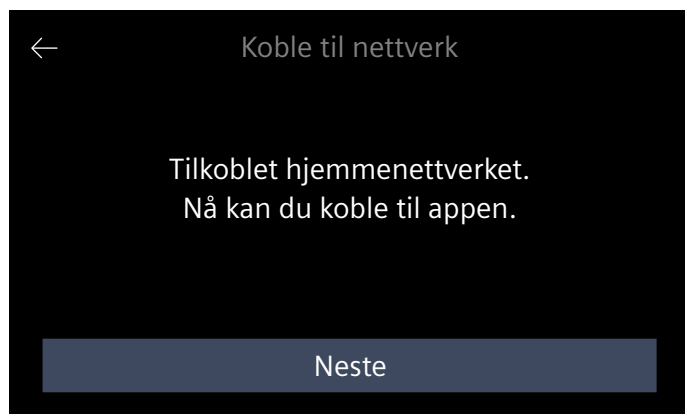 Koble til nettverk
Tilkoblet hjemmenettverket.
Nå kan du koble til appen.
Neste